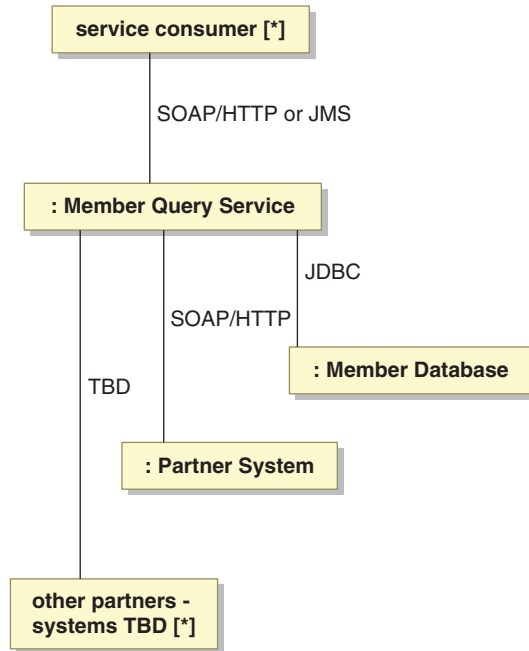 service consumer [*]
SOAP/HTTP or JMS
: Member Query Service
JDBC
SOAP/HTTP
: Member Database
TBD
: Partner System
other partners -
systems TBD [*]